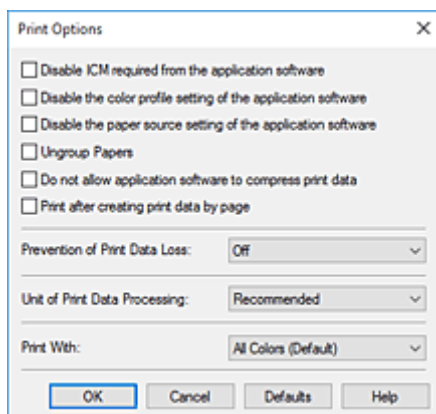 Print Options
Disable ICM required from the application software
Disable the color profile setting of the application software
Disable the paper source setting of the application software
Ungroup Papers
Do not allow application software to compress print data
Print after creating print data by page
Prevention of Print Data Loss: Off
Unit of Print Data Processing: Recommended
Print With: All Colors (Default)
OK Cancel Defaults Help